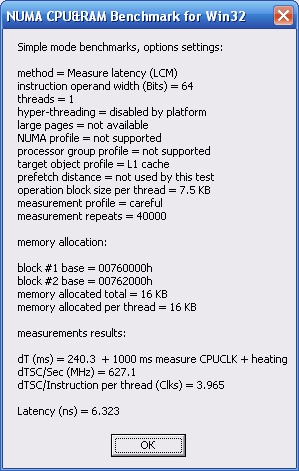 NUMA CPU&RAM Benchmark for Win32
Simple mode benchmarks, options settings:
method = Measure latency (LCM)
instruction operand width (Bits) = 64
threads = 1
hyper-threading = disabled by platform
large pages = not available
NUMA profile = not supported
processor group profile = not supported
target object profile = L1 cache
prefetch distance = not used by this test
operation block size per thread = 7.5 KB
measurement profile = careful
measurement repeats = 40000
memory allocation:
block #1 base = 00760000h
block #2 base = 00762000h
memory allocated total = 16 KB
memory allocated per thread = 16 KB
measurements results:
dT (ms) = 240.3  + 1000 ms measure CPUCLK + heating
dTSC/Sec (MHz) = 627.1
dTSC/Instruction per thread (Clks) = 3.965
Latency (ns) = 6.323
OK